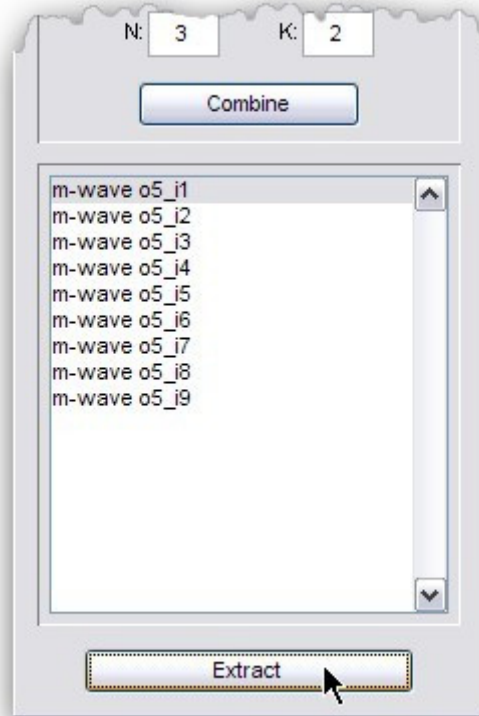 N: 3 K: 2
Combine
m-wave o5_i1
m-wave o5_i2
m-wave o5_i3
m-wave o5_i4
m-wave o5_i5
m-wave o5_i6
m-wave o5_i7
m-wave o5_i8
m-wave o5_i9
Extract